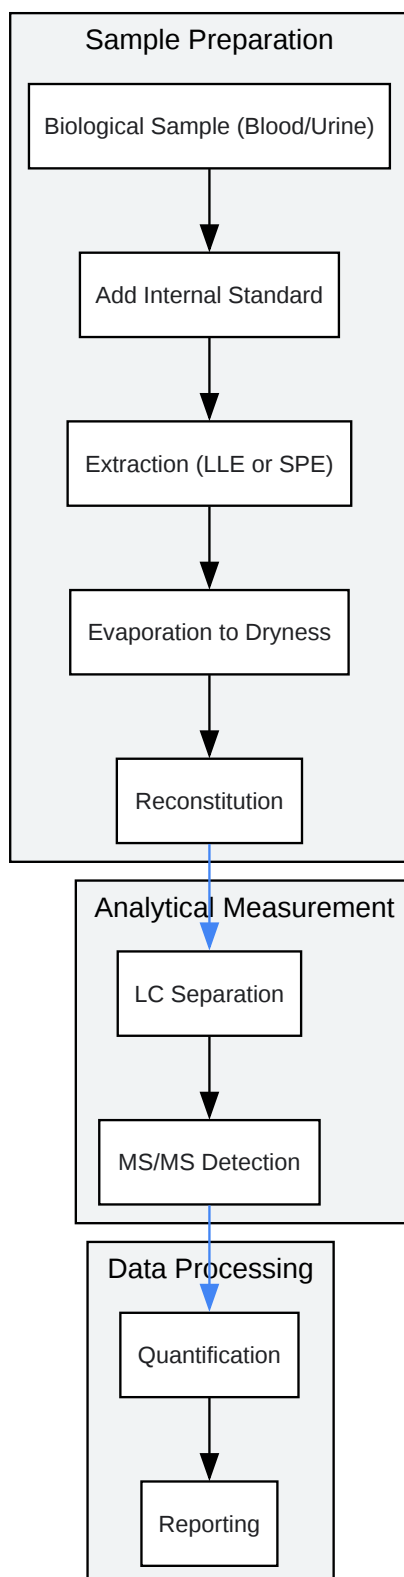 Sample Preparation
Biological Sample (Blood/Urine)
Add Internal Standard
Extraction (LLE or SPE)
Evaporation to Dryness
Reconstitution
Analytical Measurement
LC Separation
MS/MS Detection
Data Processing
Quantification
Reporting